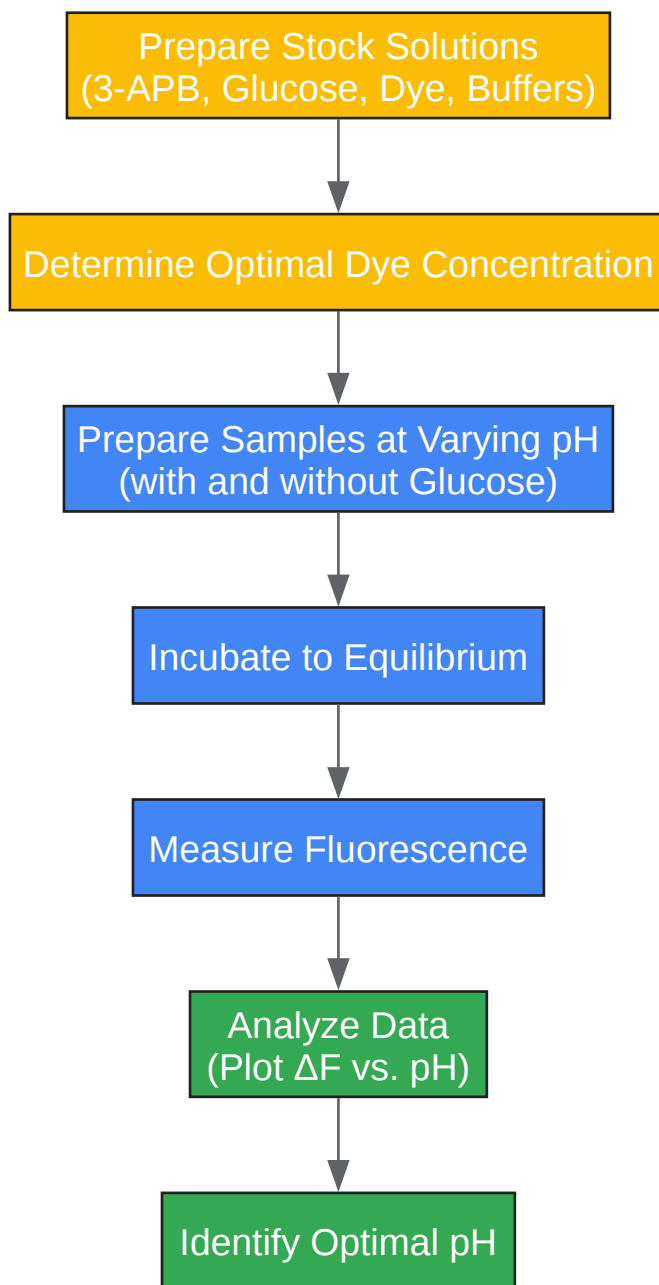 Prepare Stock Solutions
(3-APB, Glucose, Dye, Buffers)
Determine Optimal Dye Concentration
Prepare Samples at Varying pH
(with and without Glucose)
Incubate to Equilibrium
Measure Fluorescence
Analyze Data
(Plot ΔF vs. pH)
Identify Optimal pH